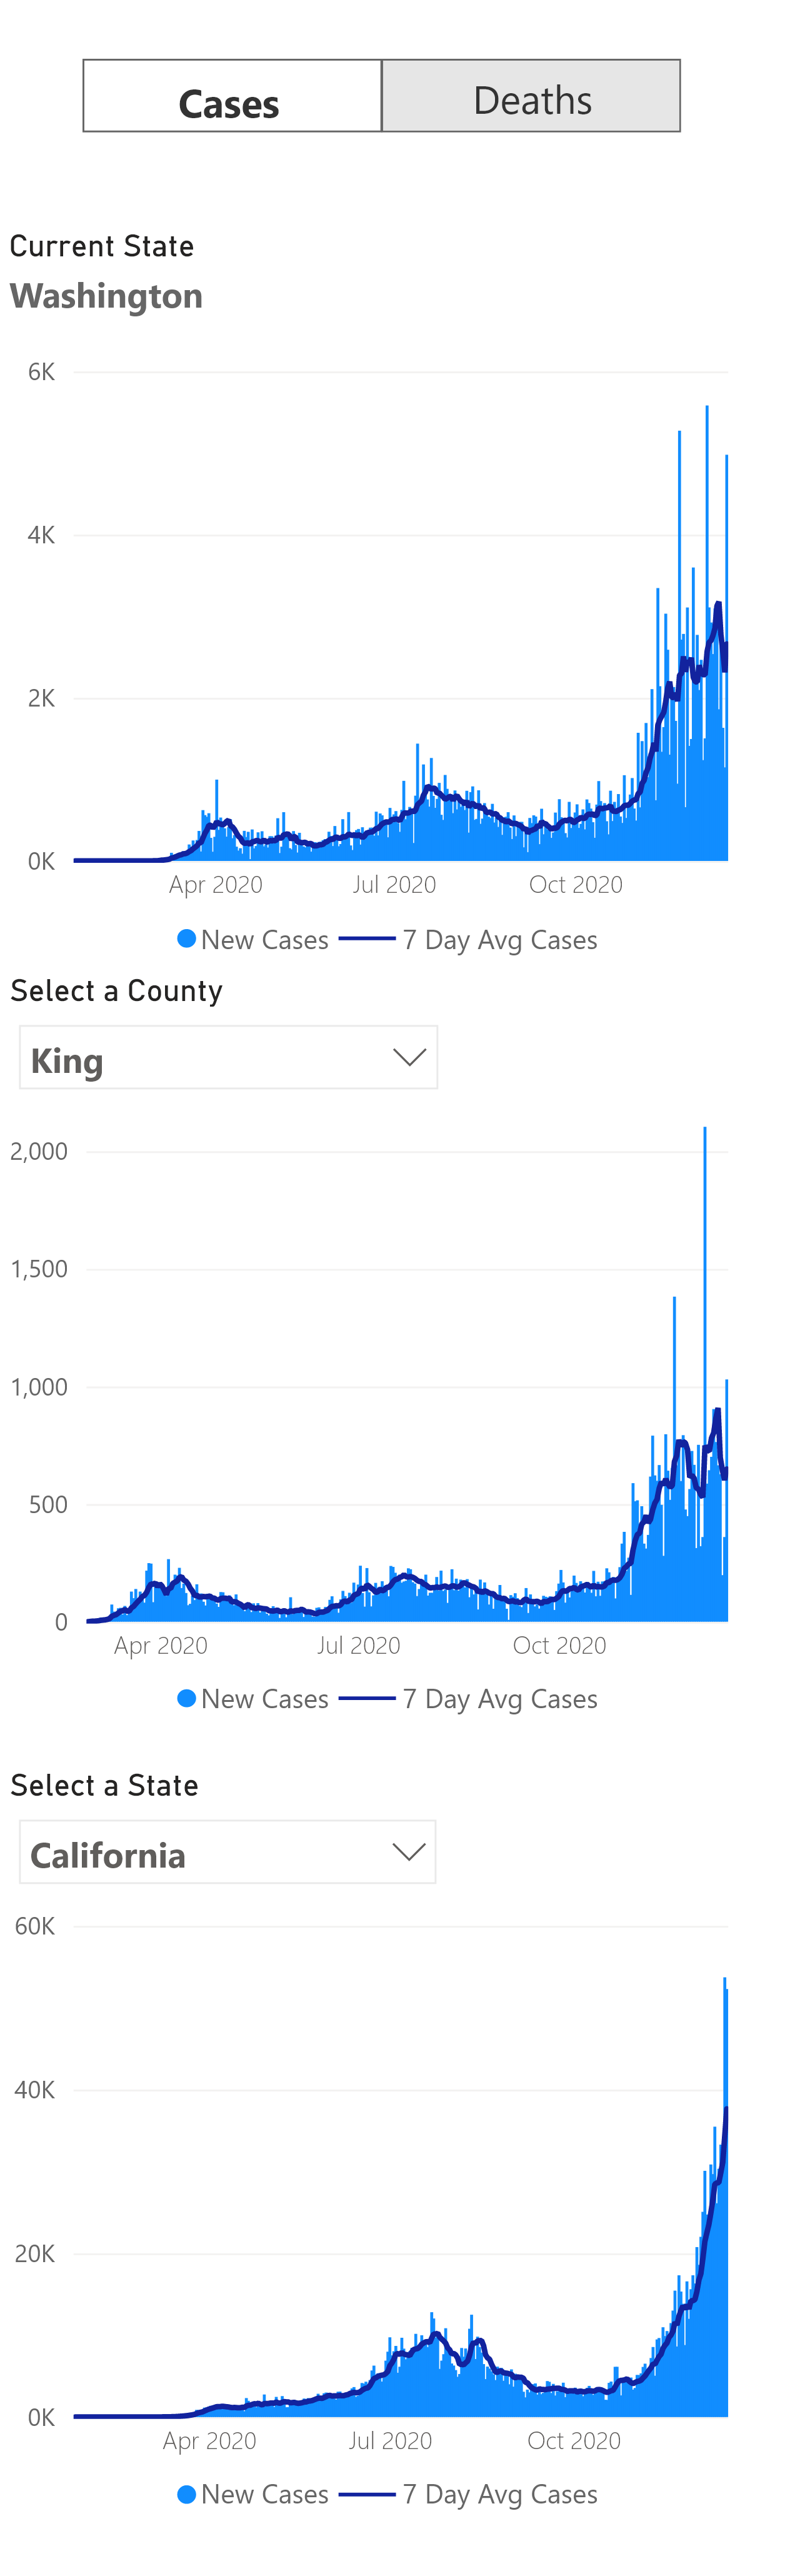 Cases Deaths
Current State
Washington
6K
4K
2K
0K
Apr 2020 Jul 2020 Oct 2020
New Cases 7 Day Avg Cases
Select a County
King
2,000
1,500
1,000
500
0
Apr 2020 Jul 2020 Oct 2020
New Cases 7 Day Avg Cases
Select a State
California
60K
40K
20K
0K
Apr 2020 Jul 2020 Oct 2020
New Cases 7 Day Avg Cases